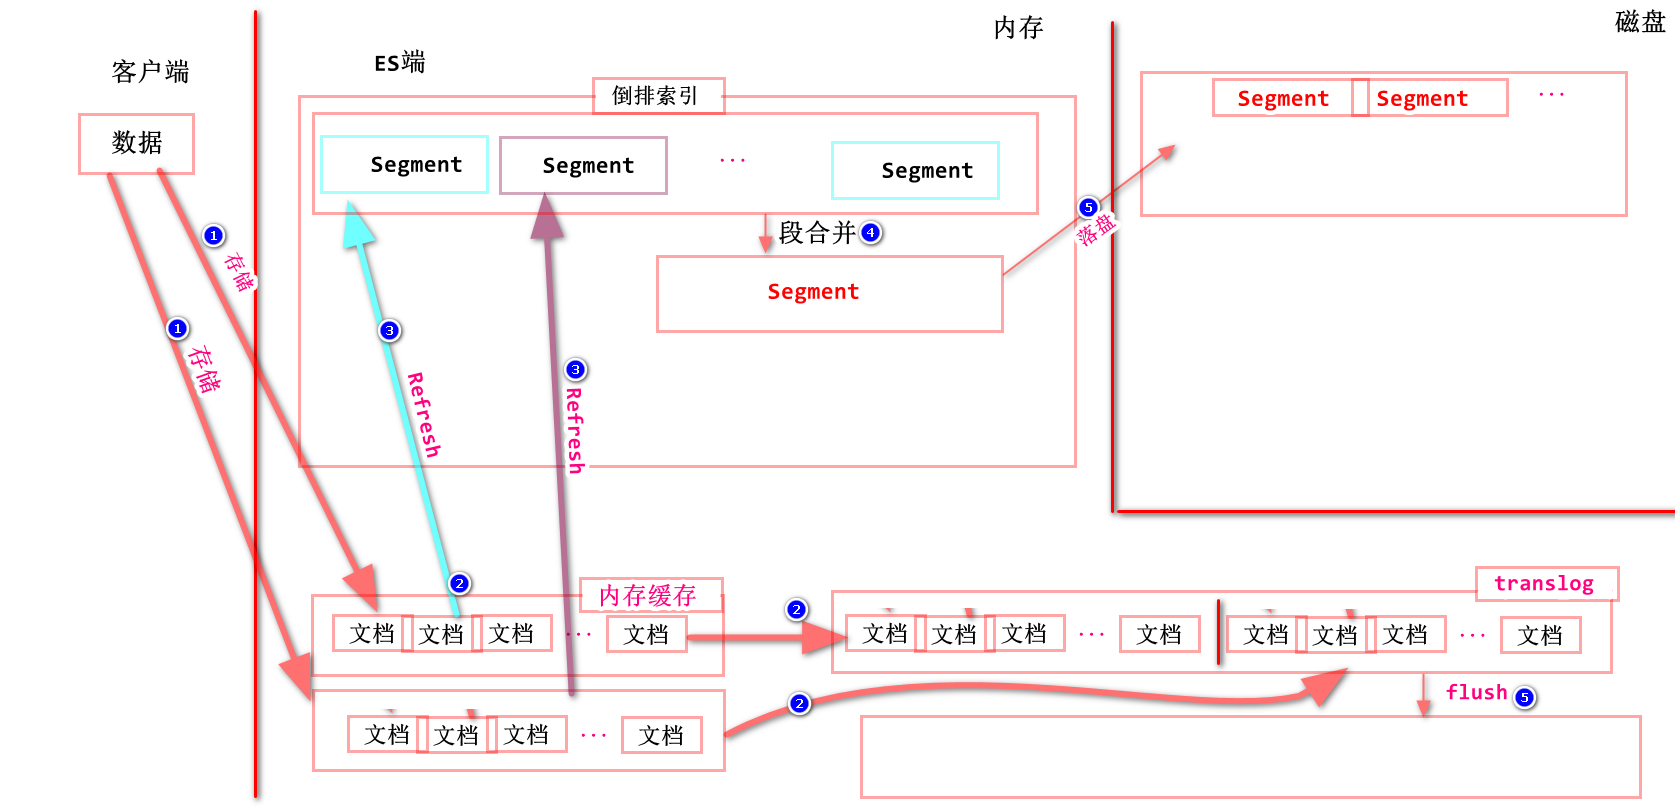 磁盘
内存
ES端
客户端
倒排索引
数据
Segment
Segment
...
Segment
Segment
Segment
...
段合并
4
5
落盘
1
存储
1
存储
Segment
3
Refresh
3
Refresh
2
内存缓存
文档
文档
文档
...
文档
2
translog
文档
文档
文档
...
文档
文档
文档
文档
...
文档
文档
文档
文档
...
文档
2
flush
5